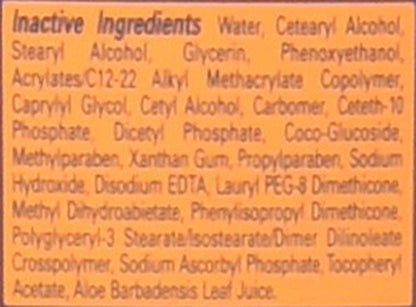 Inactive Ingredients Water, Cetearyl Alcohol,
Stearyl Alcohol, Glycerin, Phenoxyethanol,
Acrylates/C12-22 Alkyl Methacrylate Copolymer,
Caprylyl Glycol, Cetyl Alcohol, Carbomer, Ceteth-10
Phosphate, Dicetyl Phosphate, Coco-Glucoside,
Methylparaben, Xanthan Gum, Propylparaben, Sodium
Hydroxide, Disodium EDTA, Lauryl PEG-8 Dimethicone,
Methyl Dihydroabietate, Phenylisopropyl Dimethicone,
Polyglyceryl-3 Stearate/Isostearate/Dimer Dilinoleate
Crosspolymer, Sodium Ascorbyl Phosphate, Tocopheryl
Acetate, Aloe Barbadensis Leaf Juice.